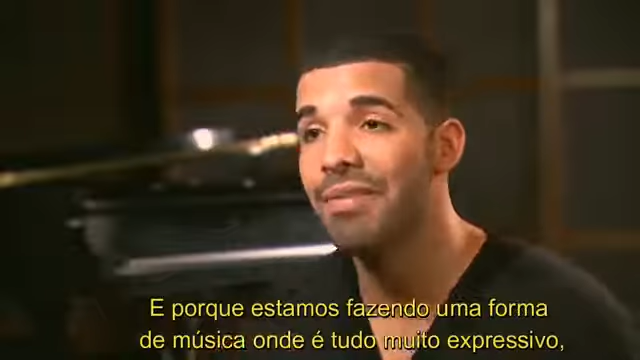 E porque estamos fazendo uma forma
de música onde é tudo muito expressivo,